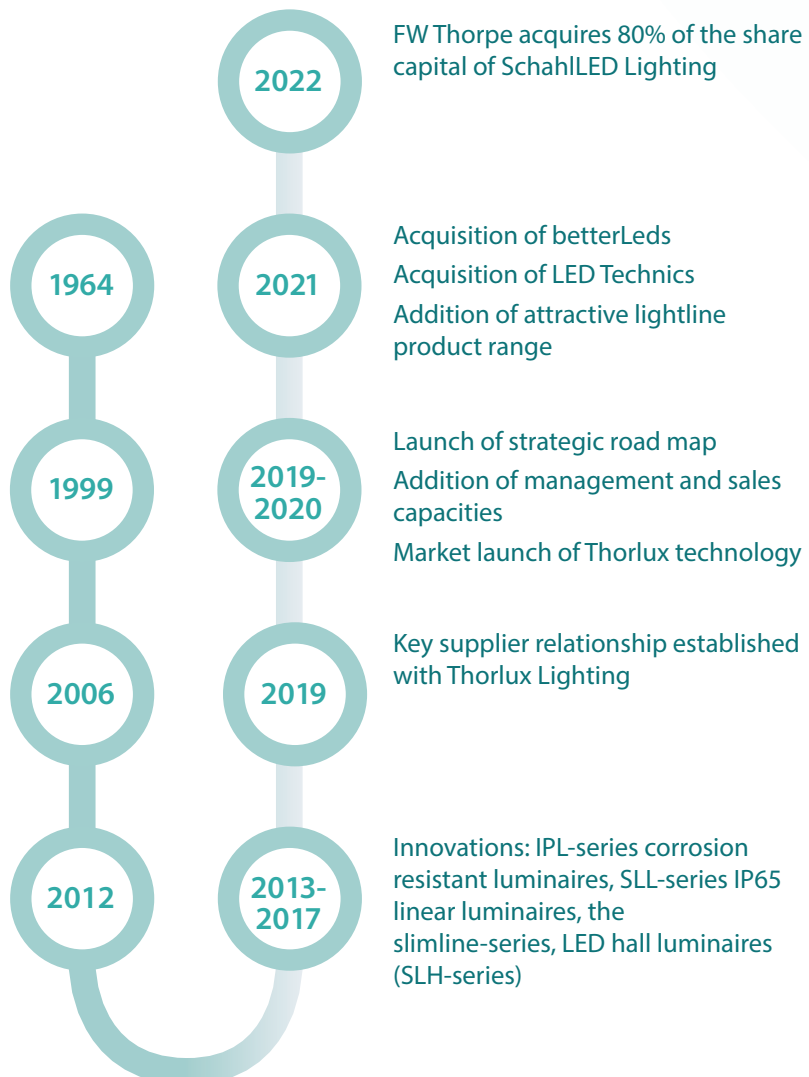 2022
FW Thorpe acquires 80% of the share
capital of SchahlLED Lighting
1964
2021
Acquisition of betterLeds
Acquisition of LED Technics
Addition of attractive lightline
product range
1999
2019-
2020
Launch of strategic road map
Addition of management and sales
capacities
Market launch of Thorlux technology
2006
2019
Key supplier relationship established
with Thorlux Lighting
2012
2013-
2017
Innovations: IPL-series corrosion
resistant luminaires, SLL-series IP65
linear luminaires, the
slimline-series, LED hall luminaires
(SLH-series)